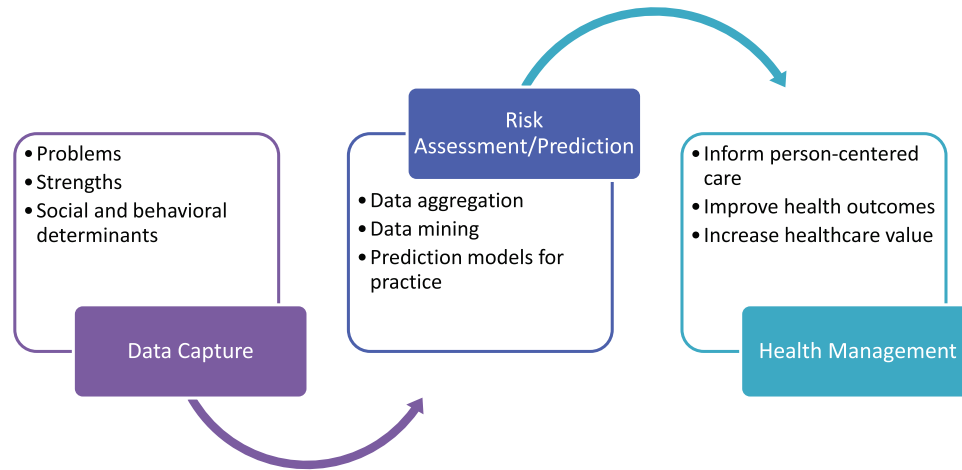 • Problems
• Strengths
• Social and behavioral
determinants
Data Capture
Risk
Assessment/Prediction
• Data aggregation
• Data mining
• Prediction models for
practice
• Inform person-centered
care
• Improve health outcomes
• Increase healthcare value
Health Management